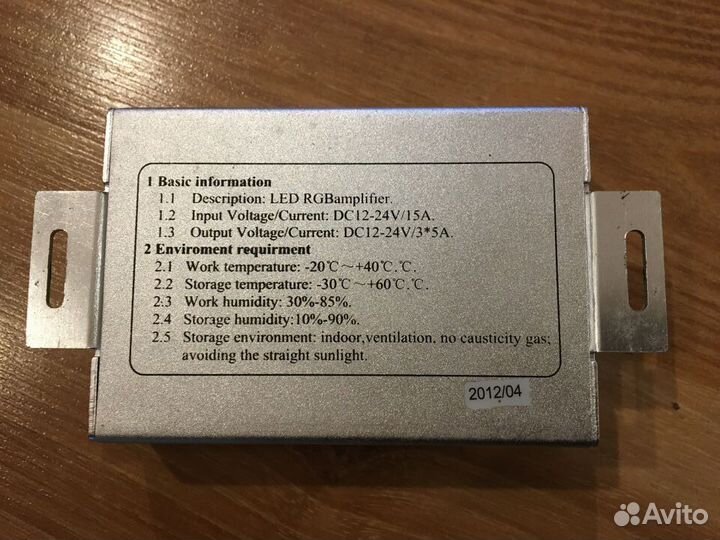 1 Basic information
1.1 Description: LED RGBamplifier.
1.2 Input Voltage/Current: DC12-24V/15A.
1.3 Output Voltage/Current: DC12-24V/3*5A.
2 Enviroment requirment
2.1 Work temperature: -20℃～+40℃.℃.
2.2 Storage temperature: -30℃～+60℃.℃.
2:3 Work humidity: 30%-85%.
2.4 Storage humidity:10%-90%.
2.5 Storage environment: indoor,ventilation, no causticity gas;
avoiding the straight sunlight.
2012/04
Avito